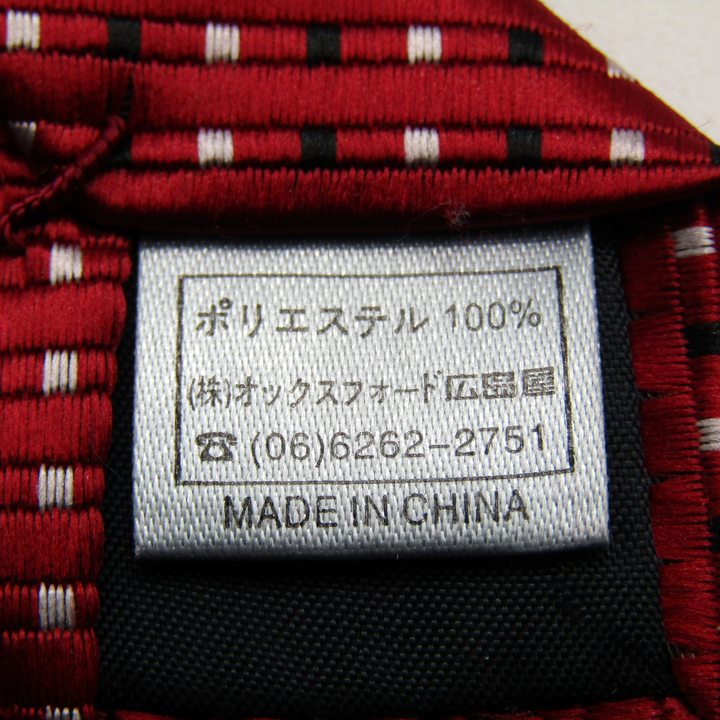 ポリエステル 100%
(株)オックスフォード広島屋
☎(06)6262-2751
MADE IN CHINA